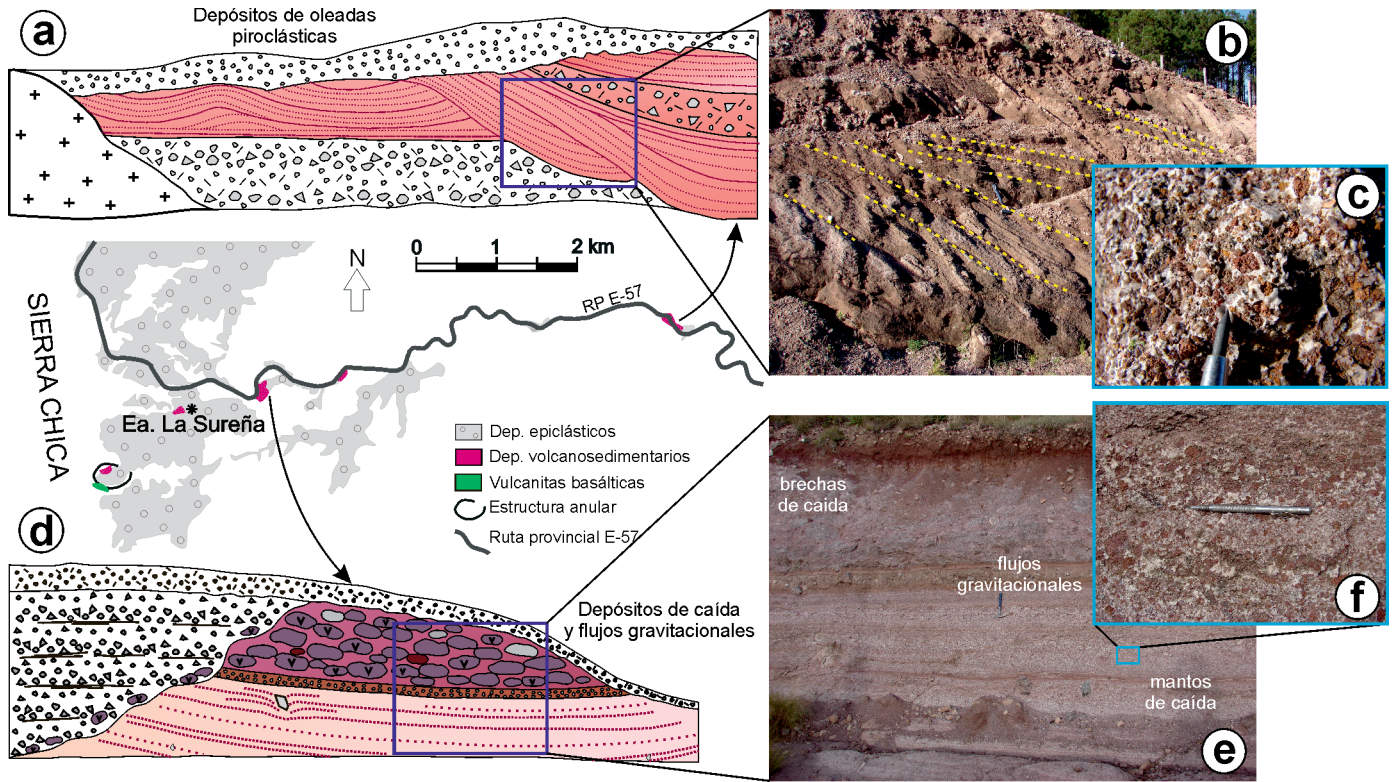 a
Depósitos de oleadas
piroclásticas
b
c
0 1 2 km
N
RP E-57
SIERRA CHICA
Ea. La Sureña
Dep. epiclásticos
Dep. volcanosedimentarios
Vulcanitas basálticas
Estructura anular
Ruta provincial E-57
d
Depósitos de caída
y flujos gravitacionales
v v v v v v v v v v v v
brechas
de caida
flujos
gravitacionales
mantos
de caída
e
f